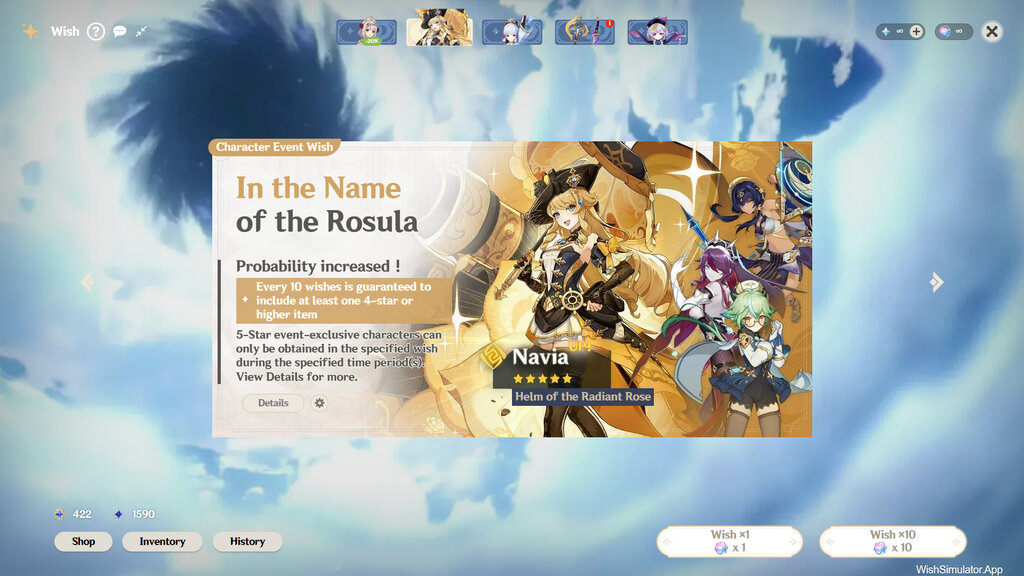 Wish
-20%
∞
∞
Character Event Wish
In the Name
of the Rosula
Probability increased !
Every 10 wishes is guaranteed to
include at least one 4-star or
higher item
5-Star event-exclusive characters can
only be obtained in the specified wish
during the specified time period(s).
View Details for more.
Details
UP!
Navia
Helm of the Radiant Rose
422
1590
Shop
Inventory
History
Wish ×1
x 1
Wish ×10
x 10
WishSimulator.App